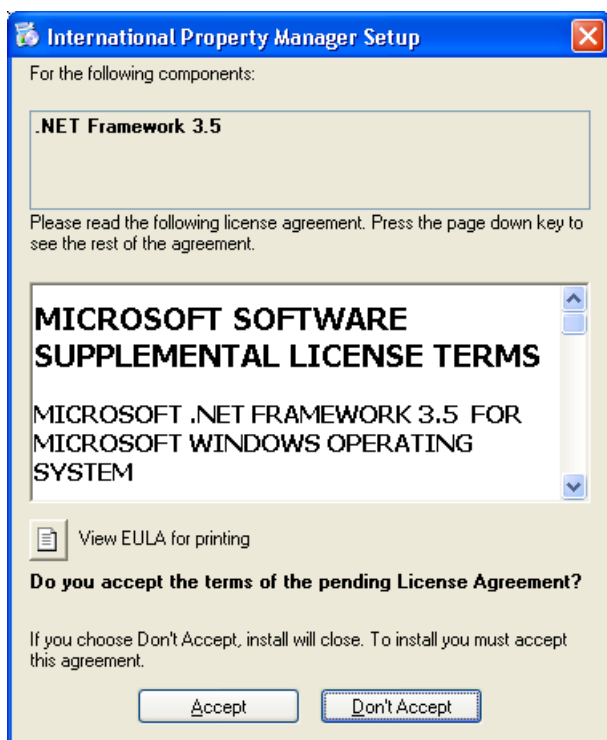 International Property Manager Setup
For the following components:
.NET Framework 3.5
Please read the following license agreement. Press the page down key to
see the rest of the agreement.
MICROSOFT SOFTWARE
SUPPLEMENTAL LICENSE TERMS
MICROSOFT .NET FRAMEWORK 3.5 FOR
MICROSOFT WINDOWS OPERATING
SYSTEM
View EULA for printing
Do you accept the terms of the pending License Agreement?
If you choose Don't Accept, install will close. To install you must accept
this agreement.
Accept
Don't Accept